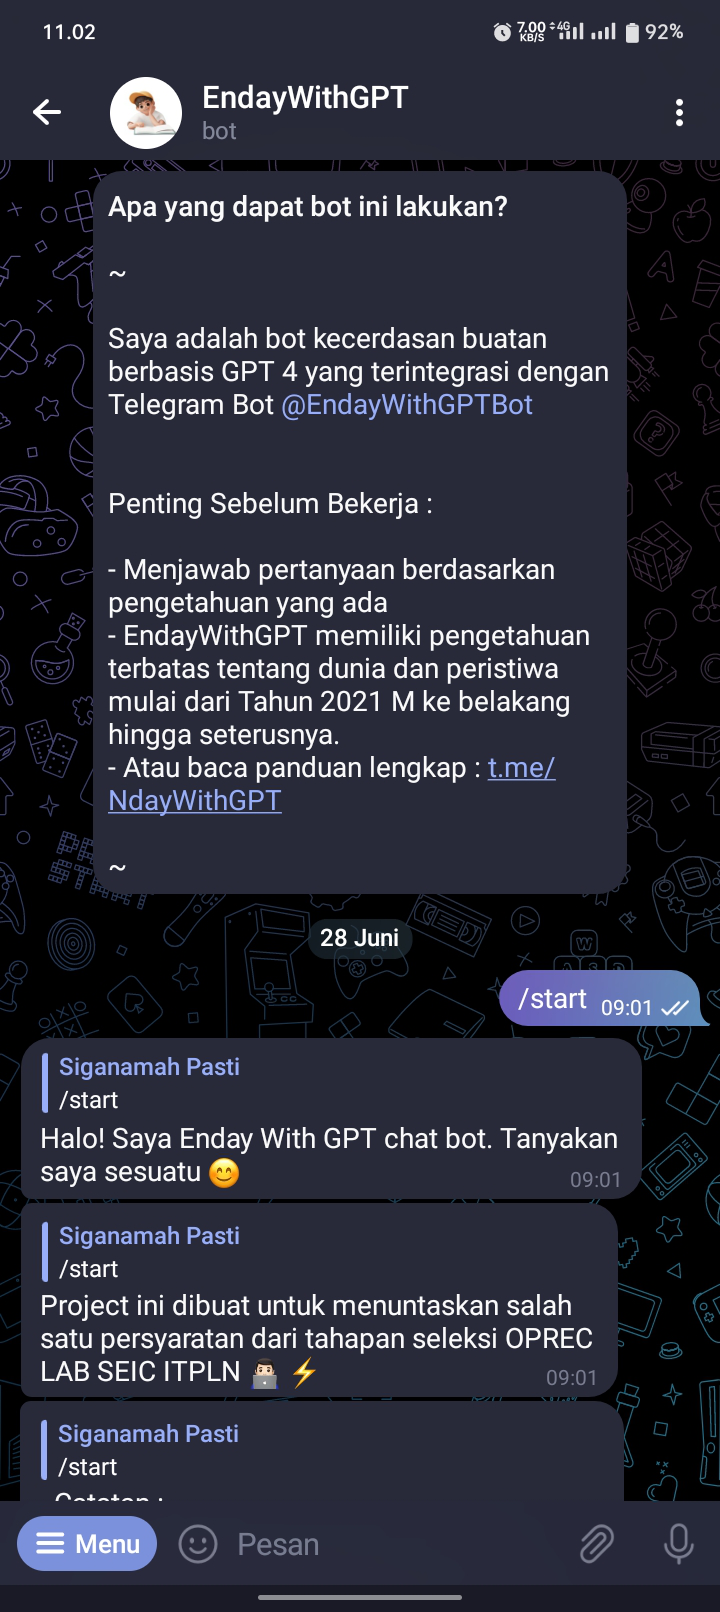 11.02
7.00
KB/S
4G
92%
EndayWithGPT
bot
Apa yang dapat bot ini lakukan?
~
Saya adalah bot kecerdasan buatan
berbasis GPT 4 yang terintegrasi dengan
Telegram Bot @EndayWithGPTBot
Penting Sebelum Bekerja :
- Menjawab pertanyaan berdasarkan
pengetahuan yang ada
- EndayWithGPT memiliki pengetahuan
terbatas tentang dunia dan peristiwa
mulai dari Tahun 2021 M ke belakang
hingga seterusnya.
- Atau baca panduan lengkap : t.me/
NdayWithGPT
~
28 Juni
/start 09:01
Siganamah Pasti
/start
Halo! Saya Enday With GPT chat bot. Tanyakan
saya sesuatu 😊
09:01
Siganamah Pasti
/start
Project ini dibuat untuk menuntaskan salah
satu persyaratan dari tahapan seleksi OPREC
LAB SEIC ITPLN 👨🏻‍💻 ⚡
09:01
Siganamah Pasti
/start
Menu
Pesan